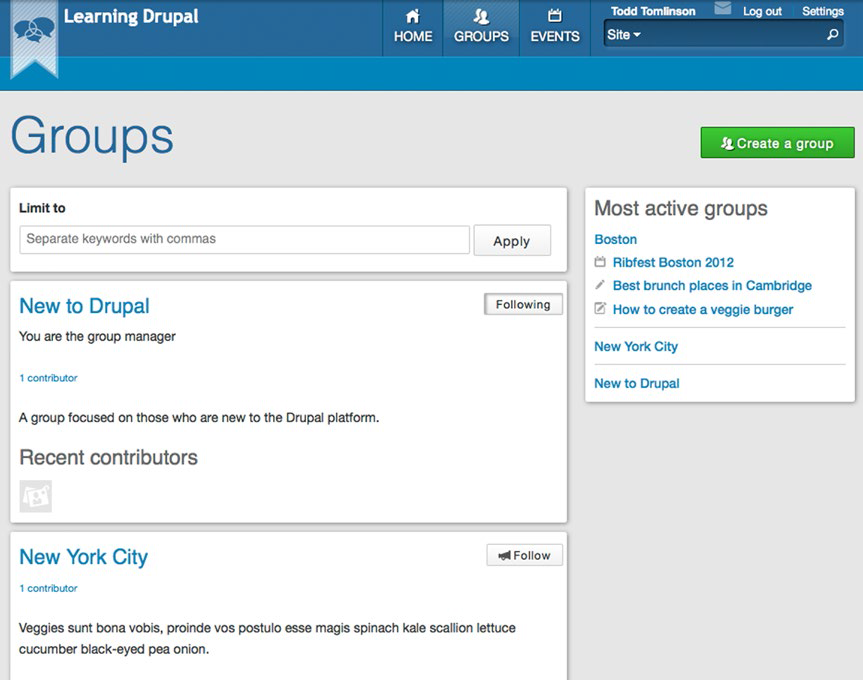 Learning Drupal
HOME
GROUPS
EVENTS
Todd Tomlinson
Log out
Settings
Site
Groups
Create a group
Limit to
Separate keywords with commas
Apply
New to Drupal
Following
You are the group manager
1 contributor
A group focused on those who are new to the Drupal platform.
Recent contributors
New York City
Follow
1 contributor
Veggies sunt bona vobis, proinde vos postulo esse magis spinach kale scallion lettuce
cucumber black-eyed pea onion.
Most active groups
Boston
Ribfest Boston 2012
Best brunch places in Cambridge
How to create a veggie burger
New York City
New to Drupal